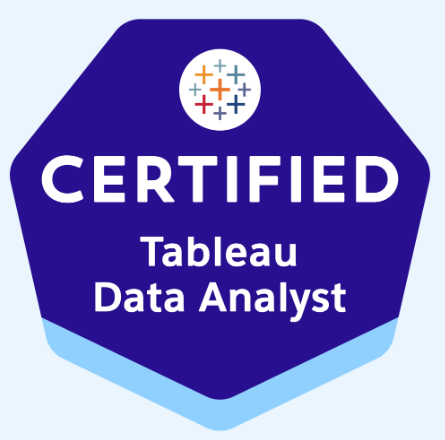 CERTIFIED
Tableau
Data Analyst